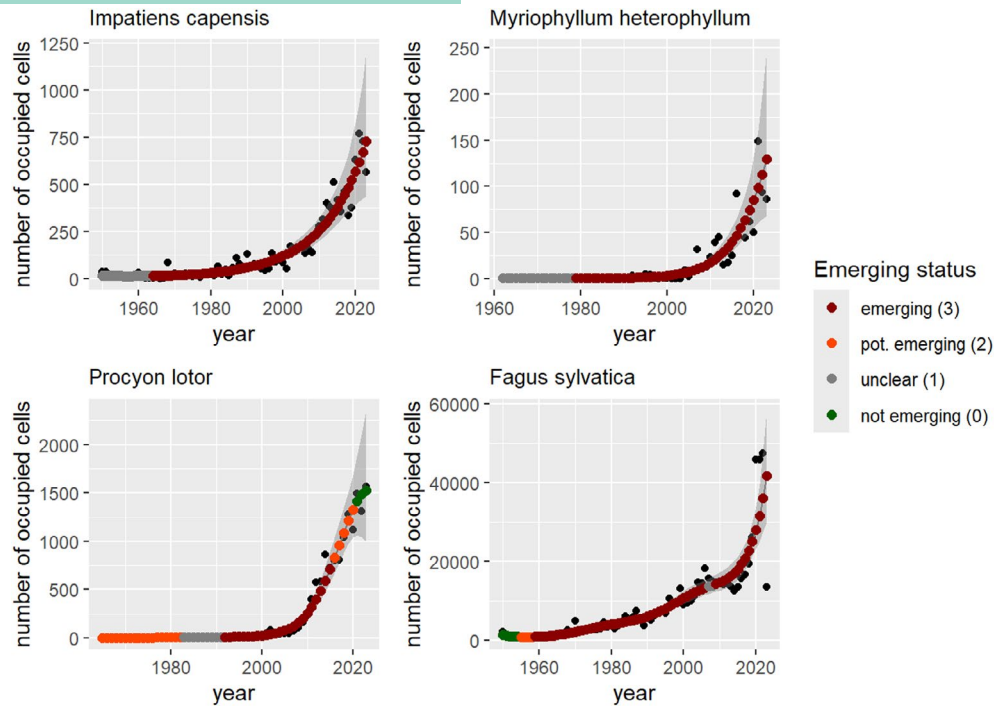 Impatiens capensis
number of occupied cells
1250
1000
750
500
250
0
1960
1980
2000
2020
year
Myriophyllum heterophyllum
number of occupied cells
250
200
150
100
50
0
1960
1980
2000
2020
year
Procyon lotor
number of occupied cells
2000
1500
1000
500
0
1980
2000
2020
year
Fagus sylvatica
number of occupied cells
60000
40000
20000
0
1960
1980
2000
2020
year
Emerging status
emerging (3)
pot. emerging (2)
unclear (1)
not emerging (0)